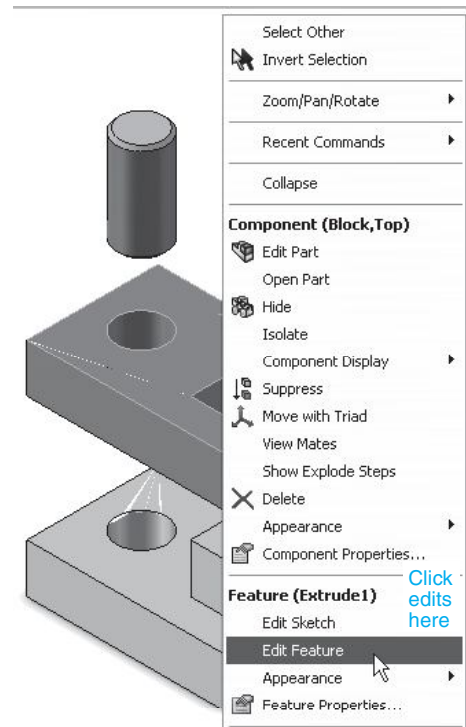 Select Other
Invert Selection
Zoom/Pan/Rotate
Recent Commands
Collapse
Component (Block,Top)
Edit Part
Open Part
Hide
Isolate
Component Display
Suppress
Move with Triad
View Mates
Show Explode Steps
Delete
Appearance
Component Properties...
Feature (Extrude1)
Click
edits
here
Edit Sketch
Edit Feature
Appearance
Feature Properties...